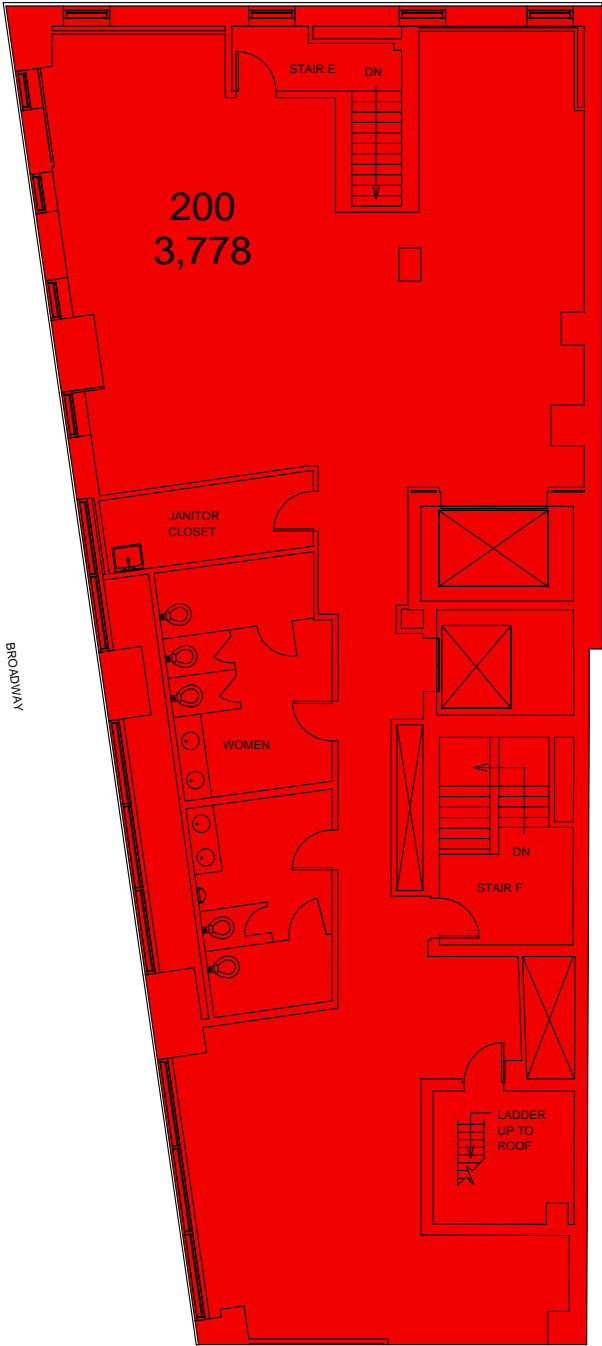 STAIR E
DN
200
3,778
JANITOR
CLOSET
BROADWAY
WOMEN
DN
STAIR F
LADDER
UP TO
ROOF